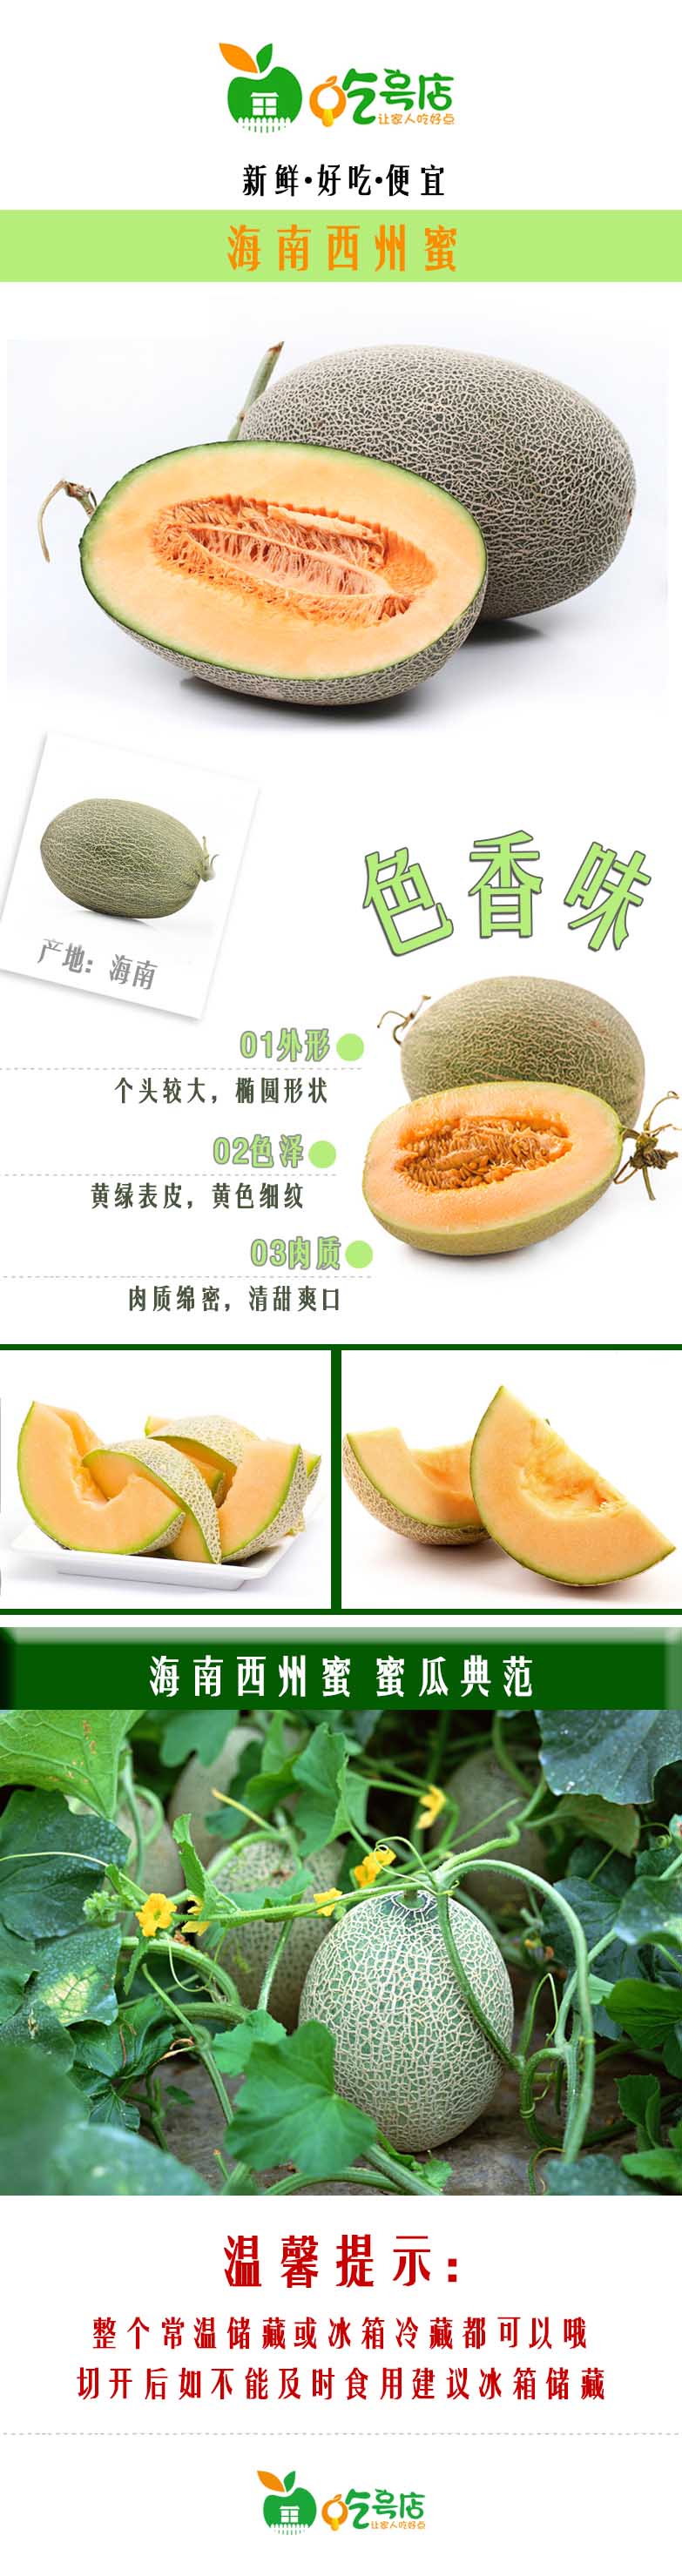 吃号店
让家人吃好点
新鲜·好吃·便宜
海南西州蜜
产地：海南
色香味
01外形
个头较大，椭圆形状
02色泽
黄绿表皮，黄色细纹
03肉质
肉质绵密，清甜爽口
海南西州蜜 蜜瓜典范
温馨提示：
整个常温储藏或冰箱冷藏都可以哦
切开后如不能及时食用建议冰箱储藏
吃号店
让家人吃好点